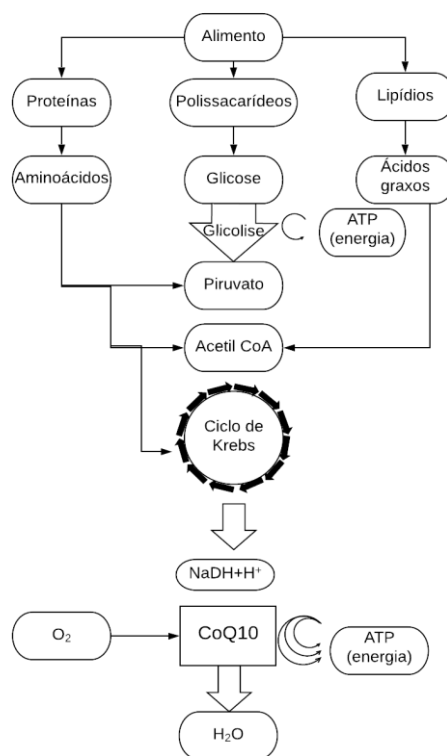 Alimento
Proteínas
Polissacarídeos
Lipídios
Aminoácidos
Glicose
Ácidos
graxos
Glicolise
ATP
(energia)
Piruvato
Acetil CoA
Ciclo de
Krebs
NaDH+H⁺
O₂
CoQ10
ATP
(energia)
H₂O